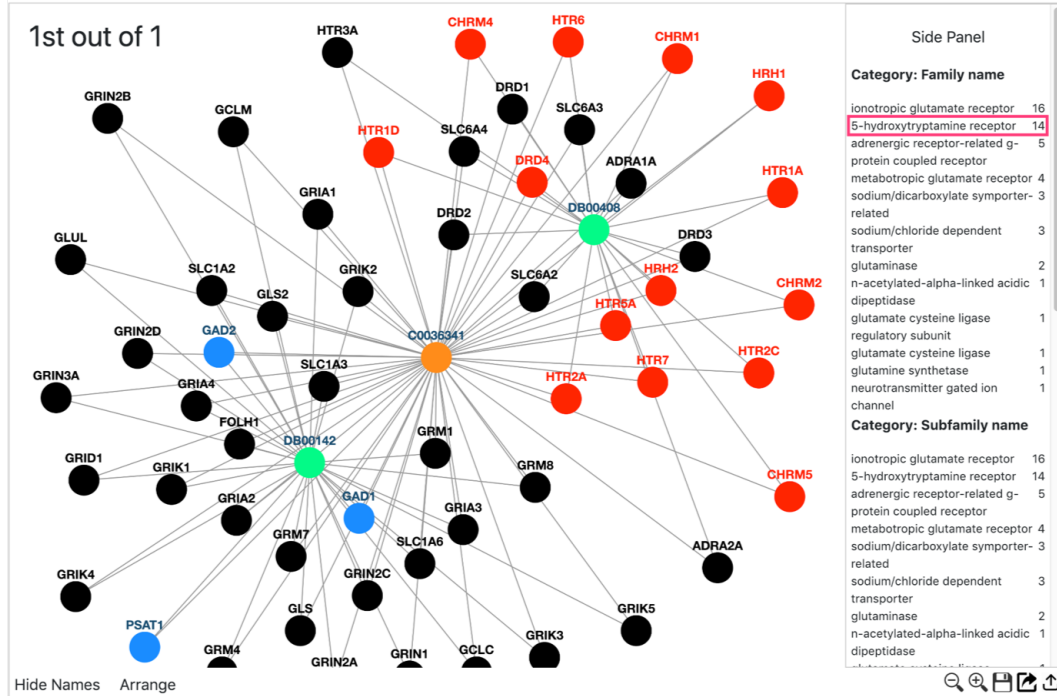 1st out of 1
HTR3A
CHRM4
HTR6
CHRM1
HRH1
GRIN2B
GCLM
DRD1
SLC6A3
HTR1D
SLC6A4
DRD4
ADRA1A
HTR1A
GRIA1
DRD2
DB00408
DRD3
GLUL
SLC1A2
GRIK2
SLC6A2
HRH2
CHRM2
GLS2
HTR5A
GRIN2D
GAD2
C0036341
SLC1A3
HTR7
HTR2C
GRIN3A
GRIA4
HTR2A
FOLH1
DB00142
GRM1
GRID1
GRIK1
GRM8
CHRM5
GRIA2
GAD1
GRIA3
GRM7
SLC1A6
ADRA2A
GRIK4
GRIN2C
GLS
GRIK5
PSAT1
GRM4
GRIN2A
GRIN1
GCLC
GRIK3
Hide Names Arrange
Side Panel
Category: Family name
ionotropic glutamate receptor 16
5-hydroxytryptamine receptor 14
adrenergic receptor-related g- 5
protein coupled receptor
metabotropic glutamate receptor 4
sodium/dicarboxylate symporter- 3
related
sodium/chloride dependent 3
transporter
glutaminase 2
n-acetylated-alpha-linked acidic 1
dipeptidase
glutamate cysteine ligase 1
regulatory subunit
glutamate cysteine ligase 1
glutamine synthetase 1
neurotransmitter gated ion 1
channel
Category: Subfamily name
ionotropic glutamate receptor 16
5-hydroxytryptamine receptor 14
adrenergic receptor-related g- 5
protein coupled receptor
metabotropic glutamate receptor 4
sodium/dicarboxylate symporter- 3
related
sodium/chloride dependent 3
transporter
glutaminase 2
n-acetylated-alpha-linked acidic 1
dipeptidase